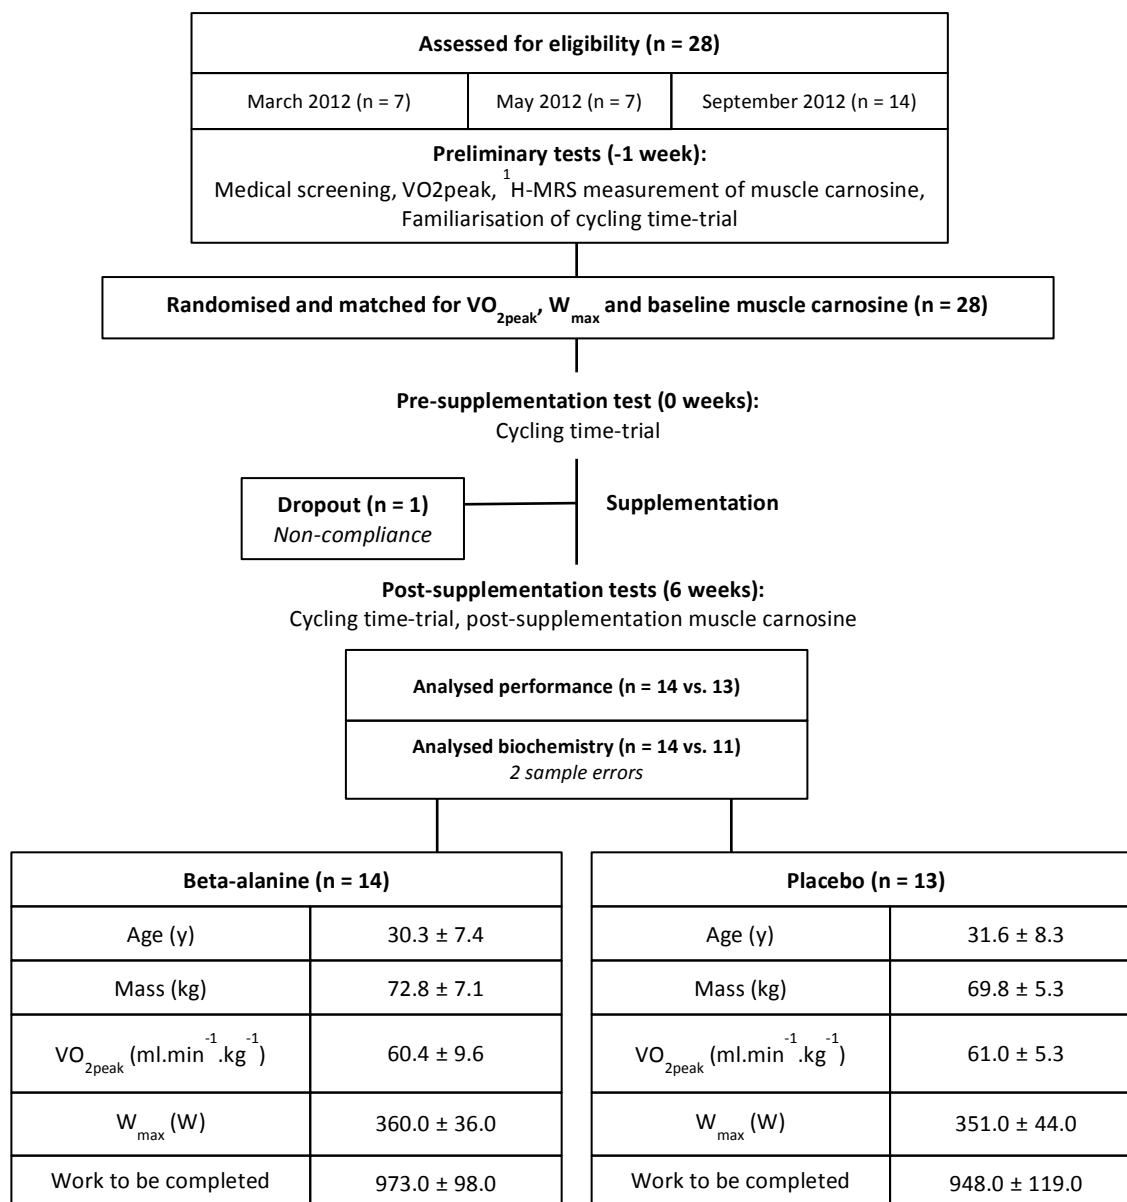 Assessed for eligibility (n = 28)
March 2012 (n = 7)
May 2012 (n = 7)
September 2012 (n = 14)
Preliminary tests (-1 week):
Medical screening, VO2peak, ¹H-MRS measurement of muscle carnosine,
Familiarisation of cycling time-trial
Randomised and matched for VO₂peak, Wmax and baseline muscle carnosine (n = 28)
Pre-supplementation test (0 weeks):
Cycling time-trial
Dropout (n = 1)
Non-compliance
Supplementation
Post-supplementation tests (6 weeks):
Cycling time-trial, post-supplementation muscle carnosine
Analysed performance (n = 14 vs. 13)
Analysed biochemistry (n = 14 vs. 11)
2 sample errors
Beta-alanine (n = 14)
Age (y) 30.3 ± 7.4
Mass (kg) 72.8 ± 7.1
VO₂peak (ml.min⁻¹.kg⁻¹) 60.4 ± 9.6
Wmax (W) 360.0 ± 36.0
Work to be completed 973.0 ± 98.0
Placebo (n = 13)
Age (y) 31.6 ± 8.3
Mass (kg) 69.8 ± 5.3
VO₂peak (ml.min⁻¹.kg⁻¹) 61.0 ± 5.3
Wmax (W) 351.0 ± 44.0
Work to be completed 948.0 ± 119.0